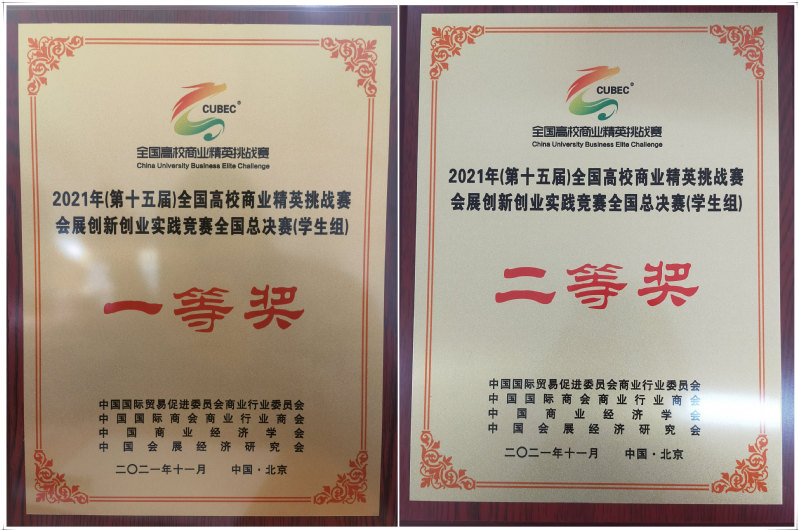 CUBEC®
全国高校商业精英挑战赛
China University Business Elite Challenge
2021年(第十五届)全国高校商业精英挑战赛
会展创新创业实践竞赛全国总决赛(学生组)
一等奖
中国国际贸易促进委员会商业行业委员会
中国国际商会商业行业商会
中国商业经济学会
中国会展经济研究会
二〇二一年十一月 中国·北京
CUBEC®
全国高校商业精英挑战赛
China University Business Elite Challenge
2021年(第十五届)全国高校商业精英挑战赛
会展创新创业实践竞赛全国总决赛(学生组)
二等奖
中国国际贸易促进委员会商业行业委员会
中国国际商会商业行业商会
中国商业经济学会
中国会展经济研究会
二〇二一年十一月 中国·北京